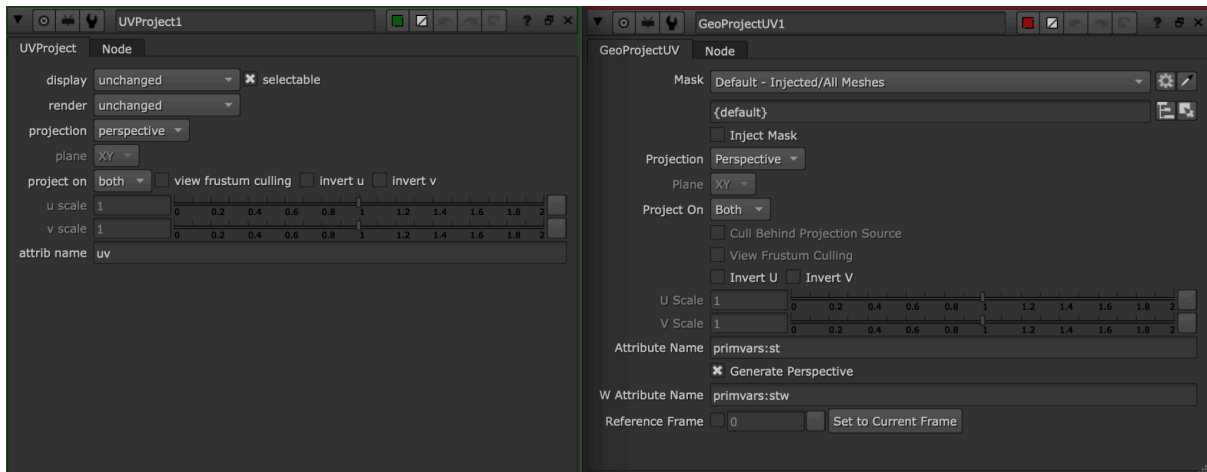 UVProject1
?
UVProject
Node
display
unchanged
selectable
render
unchanged
projection
perspective
plane
XY
project on
both
view frustum culling
invert u
invert v
u scale
1
0 0.2 0.4 0.6 0.8 1 1.2 1.4 1.6 1.8 2
v scale
1
0 0.2 0.4 0.6 0.8 1 1.2 1.4 1.6 1.8 2
attrib name
uv
GeoProjectUV1
?
GeoProjectUV
Node
Mask
Default - Injected/All Meshes
{default}
Inject Mask
Projection
Perspective
Plane
XY
Project On
Both
Cull Behind Projection Source
View Frustum Culling
Invert U
Invert V
U Scale
1
0 0.2 0.4 0.6 0.8 1 1.2 1.4 1.6 1.8 2
V Scale
1
0 0.2 0.4 0.6 0.8 1 1.2 1.4 1.6 1.8 2
Attribute Name
primvars:st
Generate Perspective
W Attribute Name
primvars:stw
Reference Frame
0
Set to Current Frame